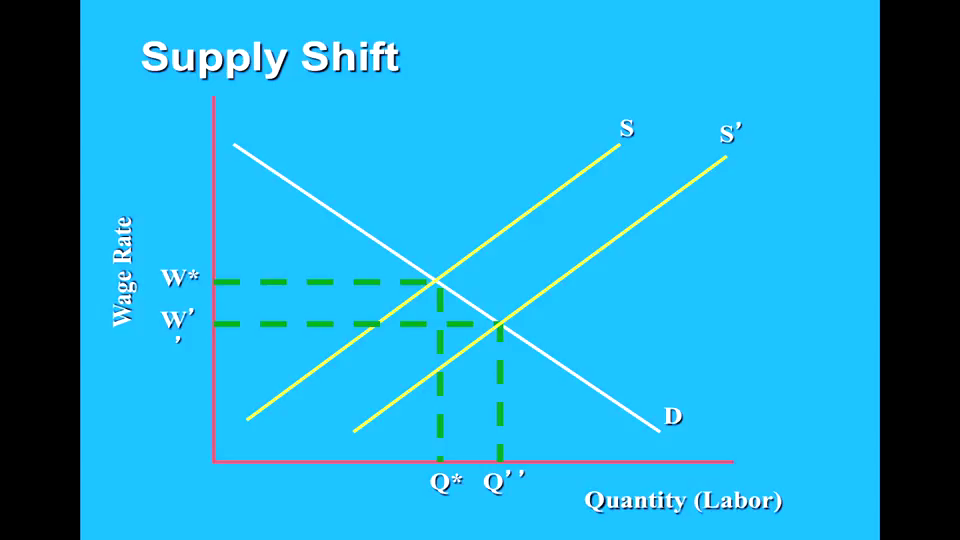 Supply Shift
S
S’
Wage Rate
W*
W’
’
D
Q* Q’’
Quantity (Labor)